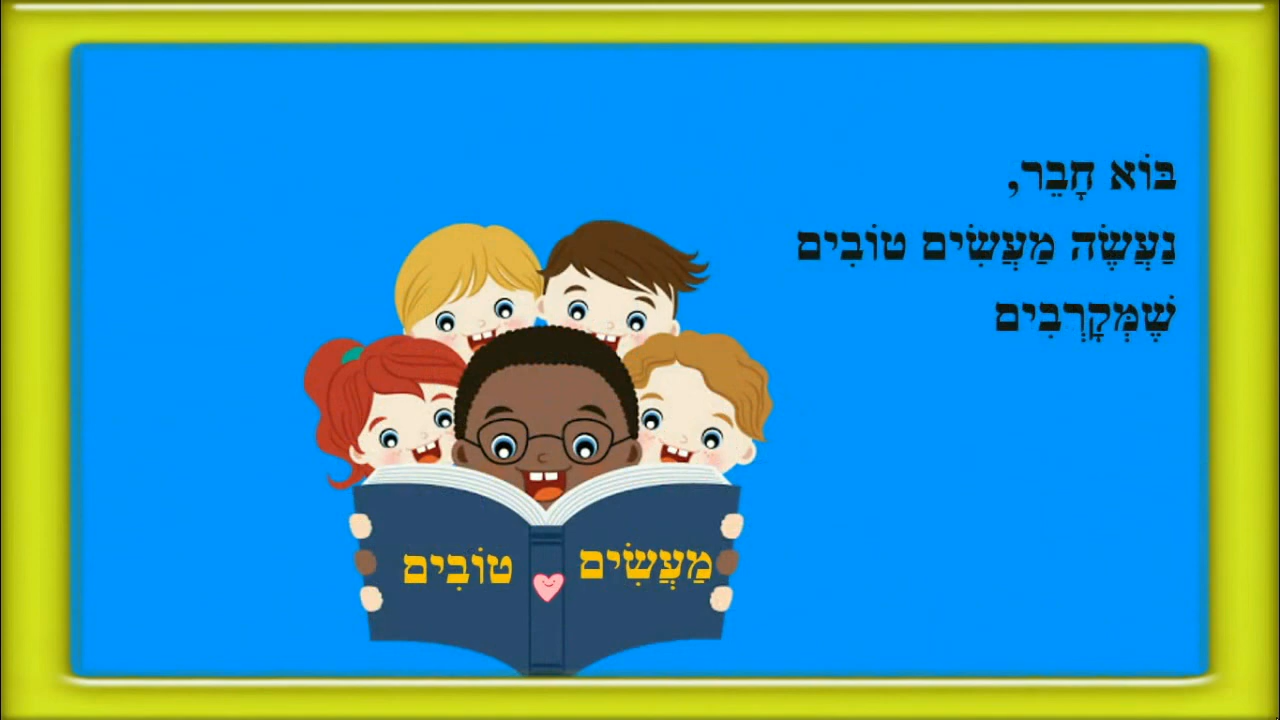 בּוֹא חָבֵר,
נַעֲשֶׂה מַעֲשִׂים טוֹבִים
שֶׁמְּקָרְבִים
מַעֲשִׂים טוֹבִים